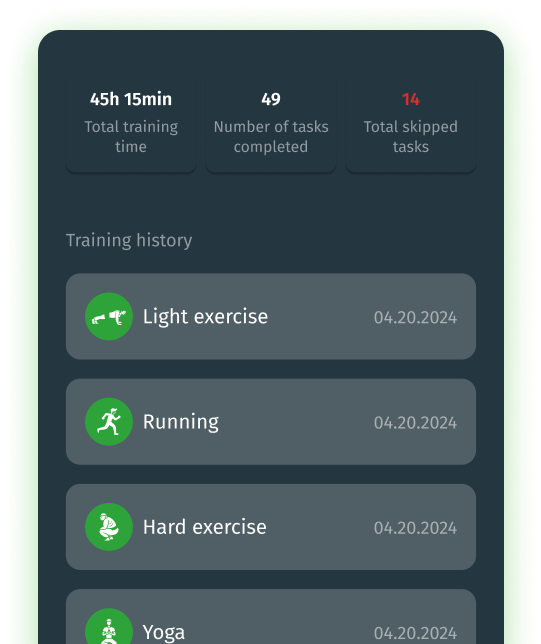 45h 15min
Total training
time
49
Number of tasks
completed
14
Total skipped
tasks
Training history
Light exercise 04.20.2024
Running 04.20.2024
Hard exercise 04.20.2024
Yoga 04.20.2024